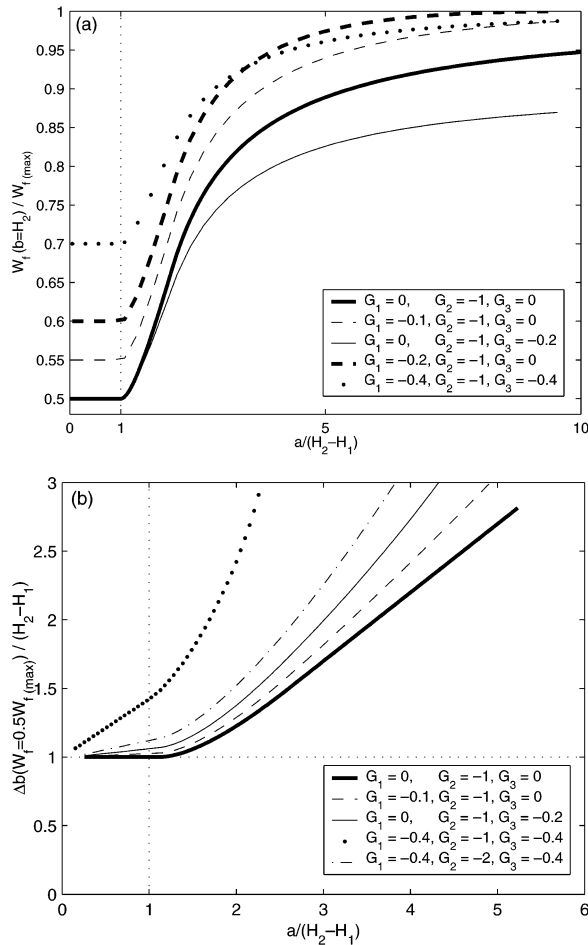 (a)
1
0.95
0.9
0.85
0.8
0.75
0.7
0.65
0.6
0.55
0.5
W_f (b=H_2) / W_f (max)
G_1 = 0, G_2 = −1, G_3 = 0
G_1 = −0.1, G_2 = −1, G_3 = 0
G_1 = 0, G_2 = −1, G_3 = −0.2
G_1 = −0.2, G_2 = −1, G_3 = 0
G_1 = −0.4, G_2 = −1, G_3 = −0.4
0 1 5 10
a/(H_2−H_1)
(b)
3
2.5
2
1.5
1
0.5
0
Δb(W_f=0.5W_f (max)) / (H_2−H_1)
G_1 = 0, G_2 = −1, G_3 = 0
G_1 = −0.1, G_2 = −1, G_3 = 0
G_1 = 0, G_2 = −1, G_3 = −0.2
G_1 = −0.4, G_2 = −1, G_3 = −0.4
G_1 = −0.4, G_2 = −2, G_3 = −0.4
0 1 2 3 4 5 6
a/(H_2−H_1)